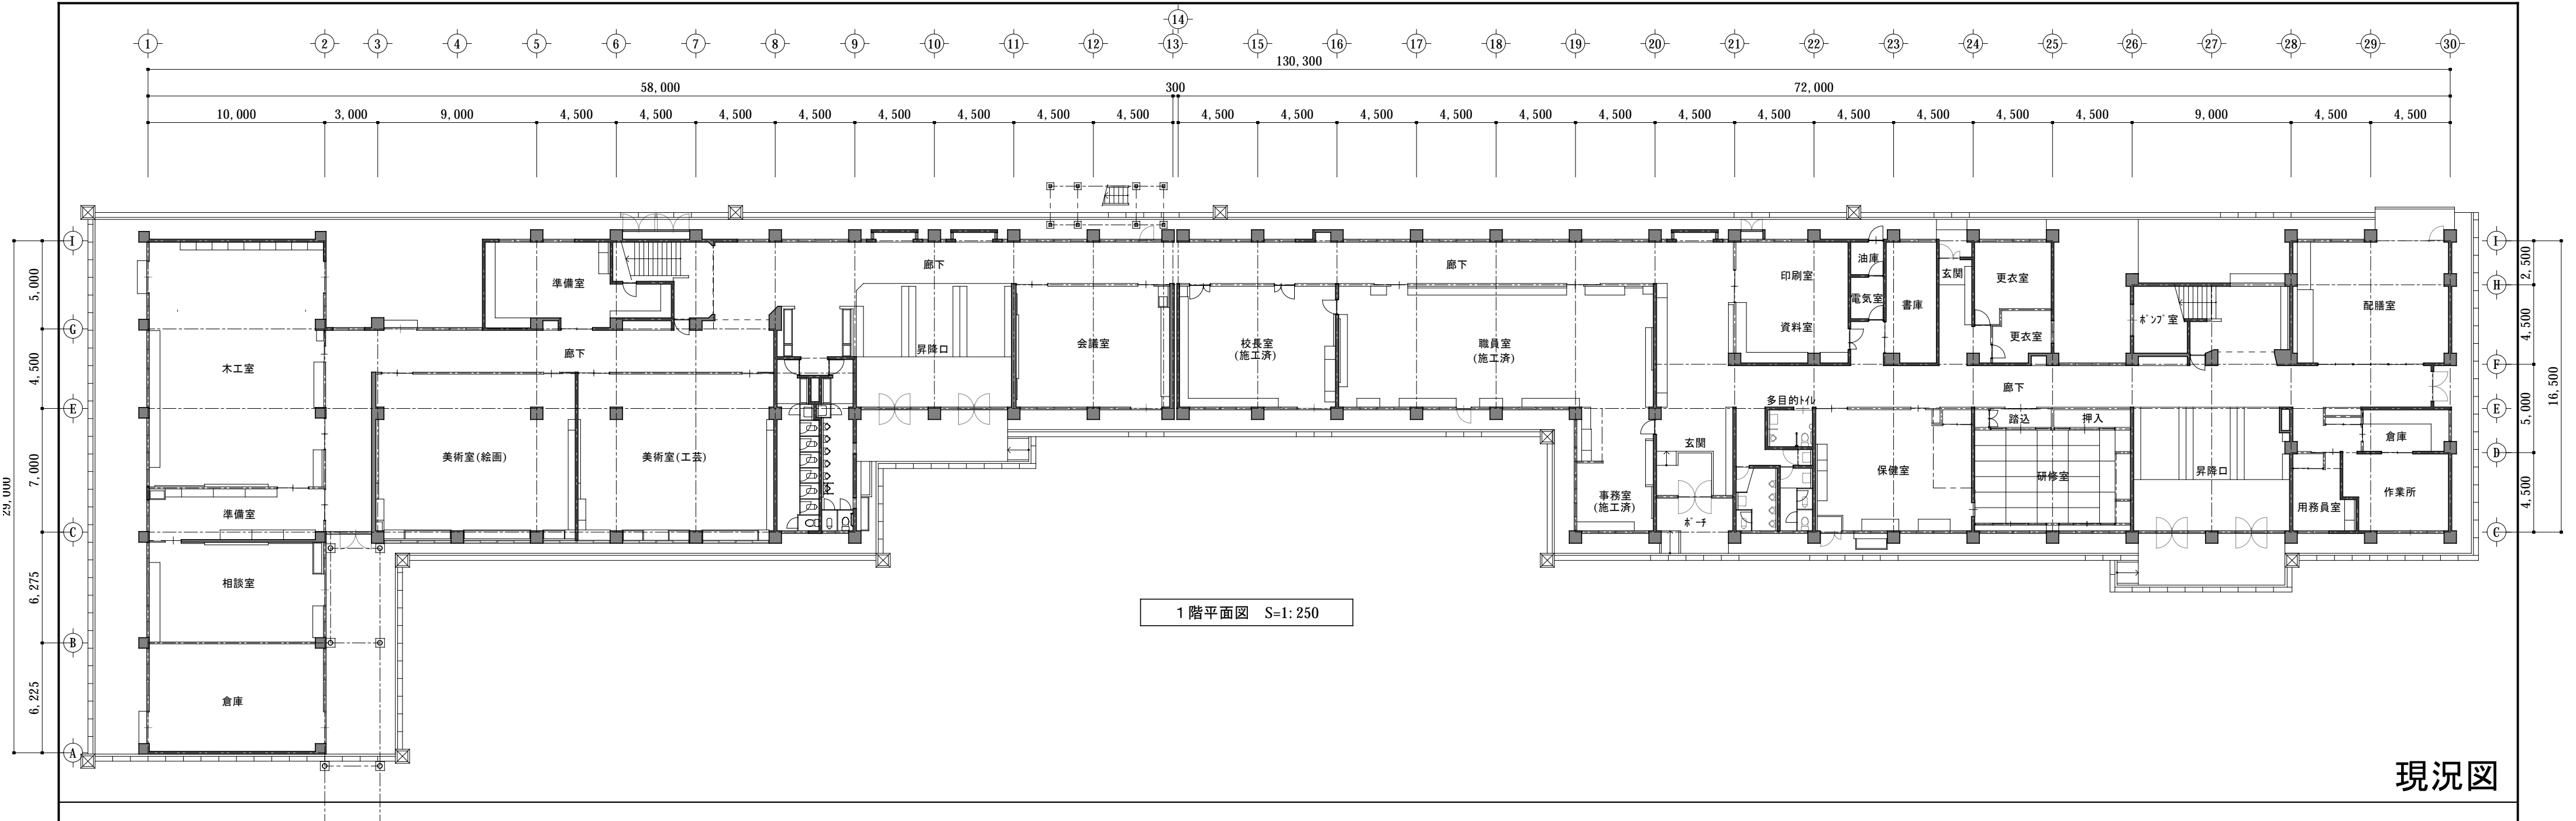 14
1 2 3 4 5 6 7 8 9 10 11 12 13 15 16 17 18 19 20 21 22 23 24 25 26 27 28 29 30
130,300
58,000 300 72,000
10,000 3,000 9,000 4,500 4,500 4,500 4,500 4,500 4,500 4,500 4,500 4,500 4,500 4,500 4,500 4,500 4,500 4,500 4,500 4,500 4,500 4,500 4,500 4,500 9,000 4,500 4,500
I
G
E
C
B
A
5,000
4,500
7,000
6,275
6,225
29,000
I
H
F
E
D
C
2,500
4,500
5,000
4,500
16,500
木工室
準備室
相談室
倉庫
準備室
廊下
美術室(絵画)
美術室(工芸)
廊下
昇降口
会議室
校長室
(施工済)
廊下
職員室
(施工済)
事務室
(施工済)
玄関
ポーチ
印刷室
資料室
油庫
電気室
書庫
玄関
更衣室
更衣室
ポンプ室
配膳室
廊下
多目的トイレ
保健室
踏込
押入
研修室
昇降口
倉庫
用務員室
作業所
1階平面図 S=1:250
現況図